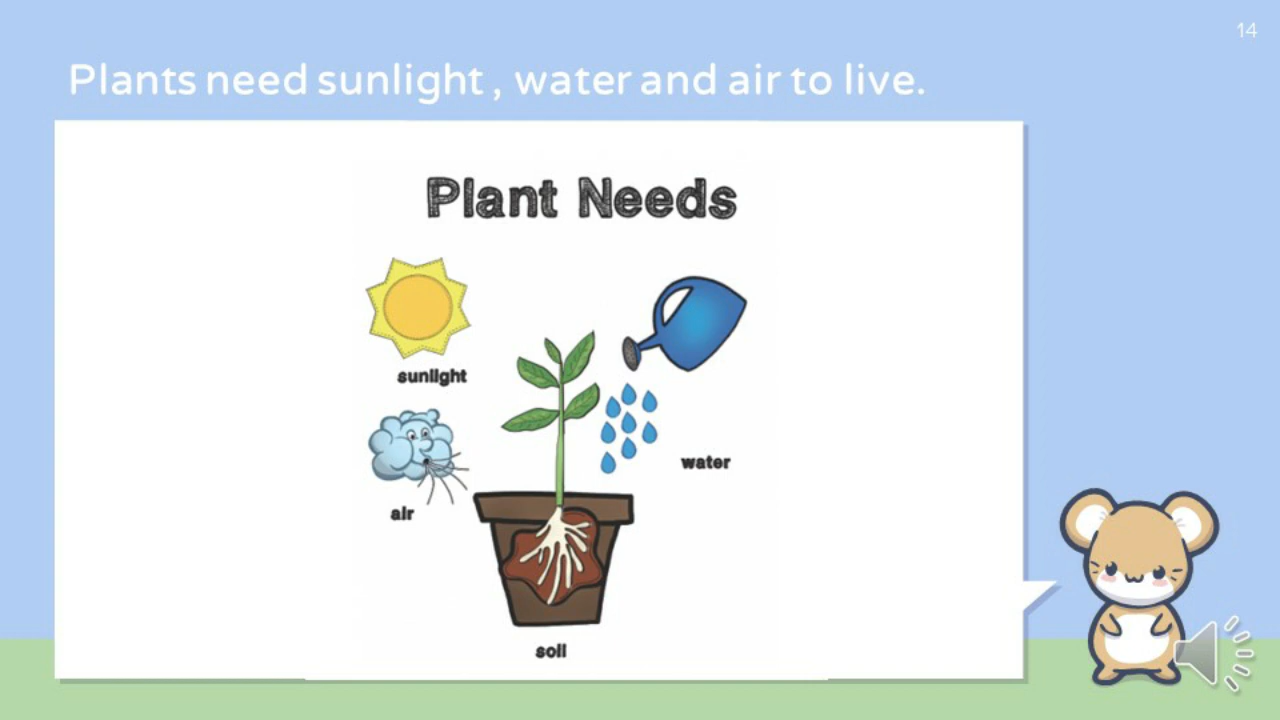 14
Plants need sunlight , water and air to live.
Plant Needs
sunlight
water
air
soil